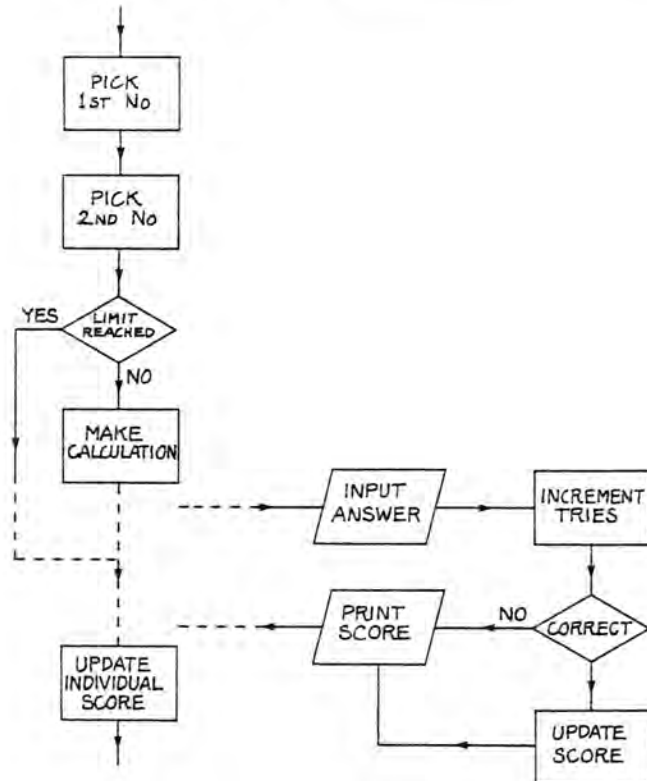 PICK
1ST NO
PICK
2ND NO
YES
LIMIT
REACHED
NO
MAKE
CALCULATION
INPUT
ANSWER
INCREMENT
TRIES
PRINT
SCORE
NO
CORRECT
UPDATE
INDIVIDUAL
SCORE
UPDATE
SCORE